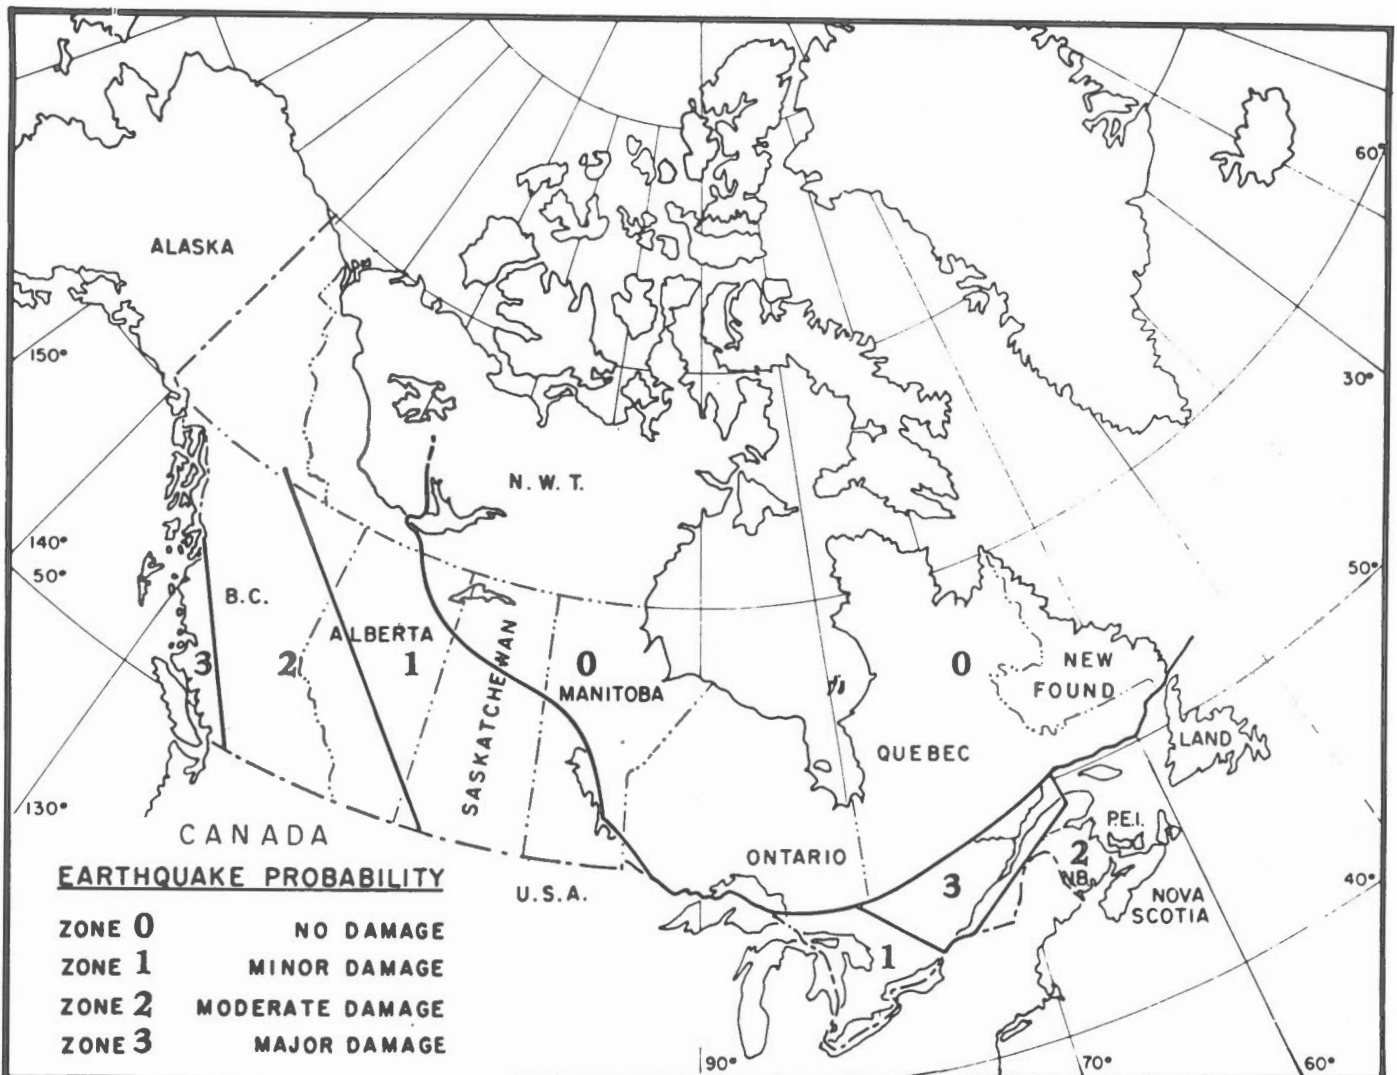 60°
ALASKA
150°
30°
N. W. T.
140°
50°
50°
B.C.
ALBERTA
3
2
1
SASKATCHEWAN
0
MANITOBA
0
NEW
FOUND
LAND
QUEBEC
130°
CANADA
P.E.I.
ONTARIO
2
N.B.
3
NOVA
SCOTIA
40°
U.S.A.
1
EARTHQUAKE PROBABILITY
ZONE 0 NO DAMAGE
ZONE 1 MINOR DAMAGE
ZONE 2 MODERATE DAMAGE
ZONE 3 MAJOR DAMAGE
90°
70°
60°